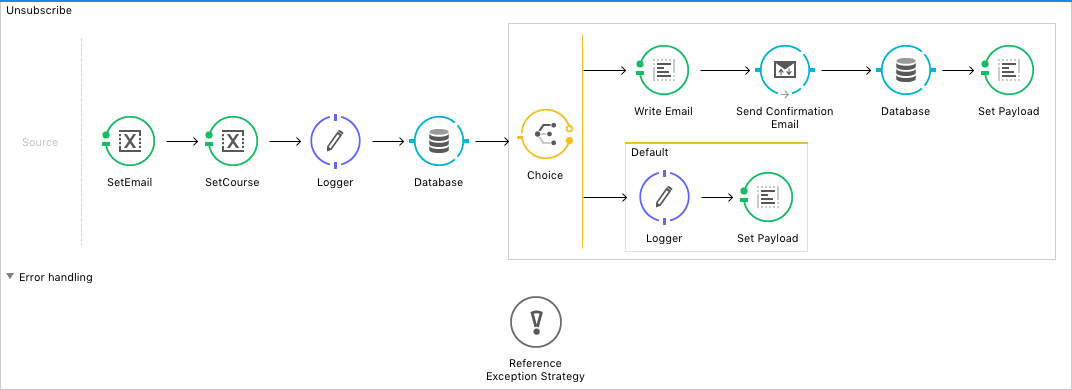 Unsubscribe
Source
SetEmail
SetCourse
Logger
Database
Choice
Write Email
Send Confirmation
Email
Database
Set Payload
Default
Logger
Set Payload
Error handling
Reference
Exception Strategy